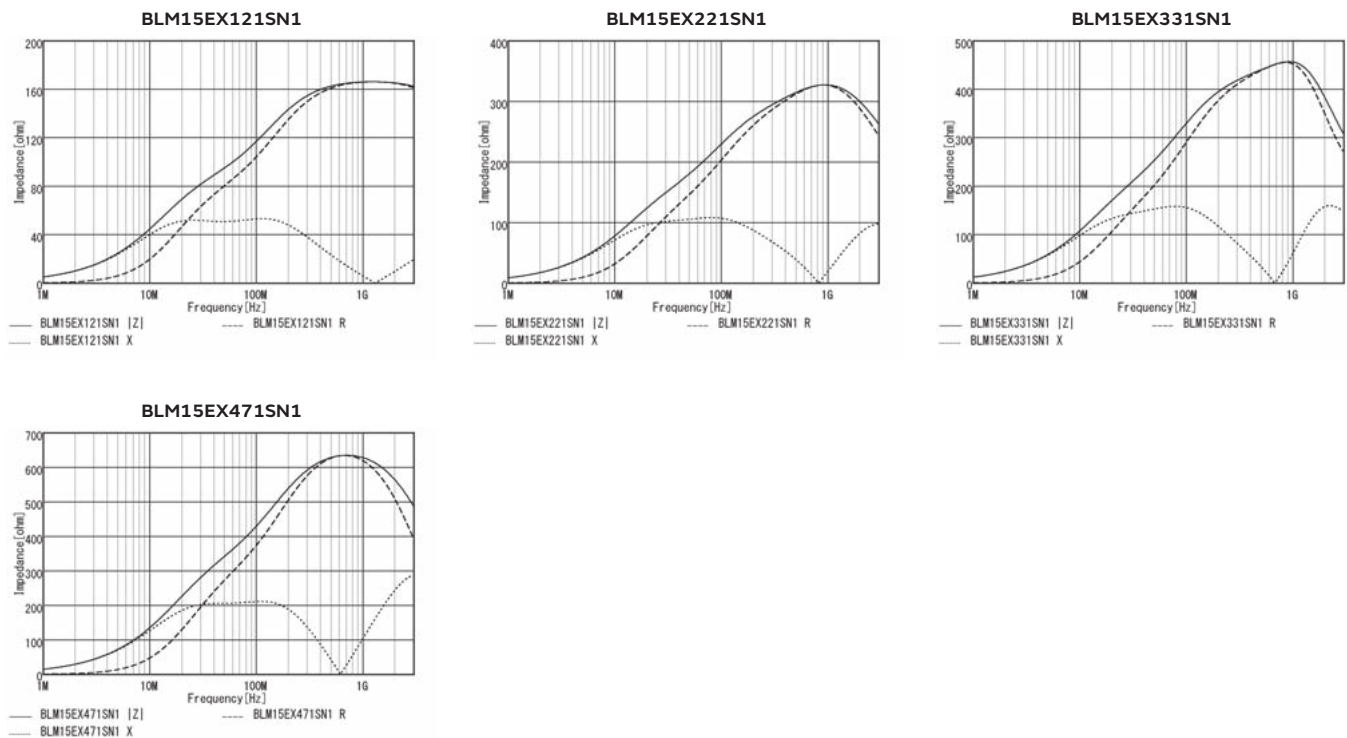 BLM15EX121SN1
200
160
120
80
40
0
Impedance[ohm]
1M 10M 100M 1G
Frequency[Hz]
BLM15EX121SN1 |Z| BLM15EX121SN1 R
BLM15EX121SN1 X
BLM15EX221SN1
400
300
200
100
0
Impedance[ohm]
1M 10M 100M 1G
Frequency[Hz]
BLM15EX221SN1 |Z| BLM15EX221SN1 R
BLM15EX221SN1 X
BLM15EX331SN1
500
400
300
200
100
0
Impedance[ohm]
1M 10M 100M 1G
Frequency[Hz]
BLM15EX331SN1 |Z| BLM15EX331SN1 R
BLM15EX331SN1 X
BLM15EX471SN1
700
600
500
400
300
200
100
0
Impedance[ohm]
1M 10M 100M 1G
Frequency[Hz]
BLM15EX471SN1 |Z| BLM15EX471SN1 R
BLM15EX471SN1 X